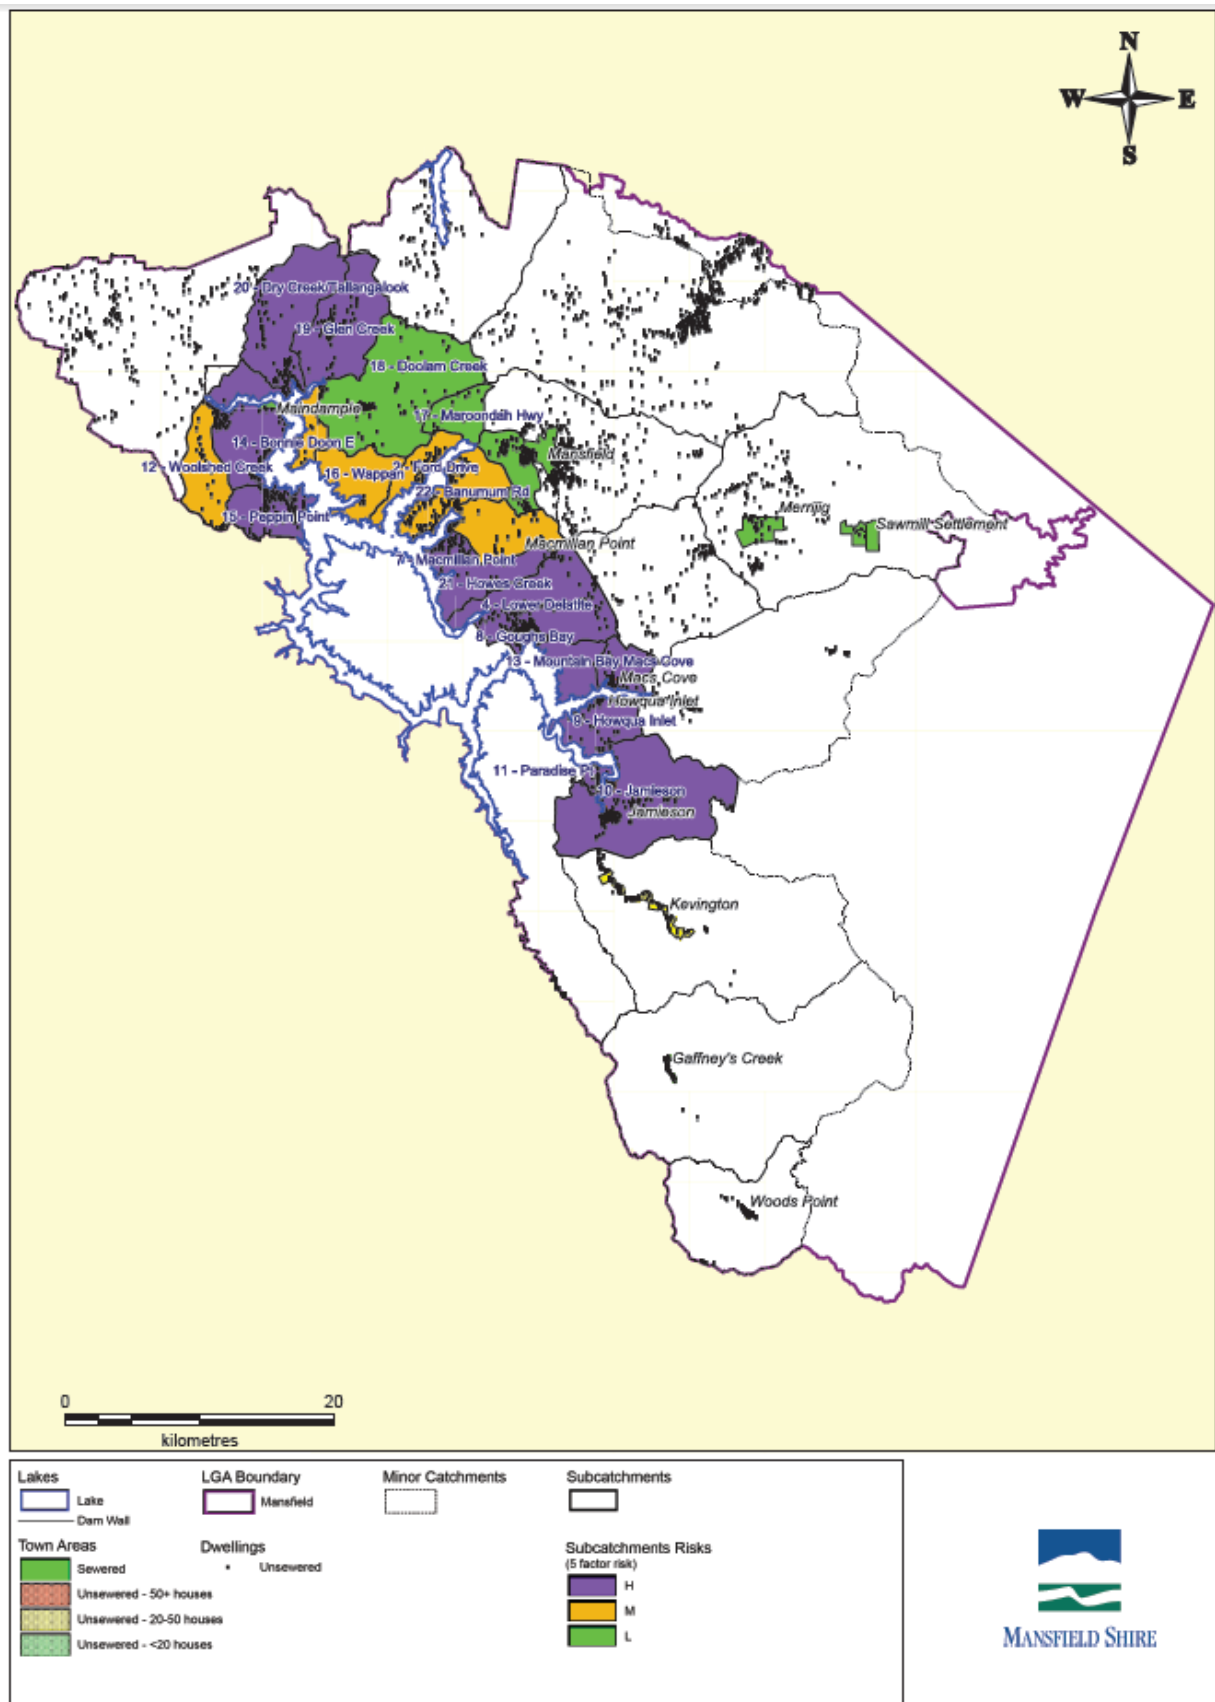 N
W E
S
20 - Dry Creek/Tallangalook
19 - Glen Creek
18 - Doolam Creek
Maindample
17 - Maroondah Hwy
14 - Bonnie Doon E
Mansfield
12 - Woolshed Creek
2 - Ford Drive
16 - Wappan
22 - Banumum Rd
Merrijig
15 - Peppin Point
Sawmill Settlement
Macmillan Point
7 - Macmillan Point
21 - Howes Creek
4 - Lower Delatite
8 - Goughs Bay
13 - Mountain Bay Macs Cove
Macs Cove
Howqua Inlet
9 - Howqua Inlet
11 - Paradise Pt
10 - Jamieson
Jamieson
Kevington
Gaffney's Creek
Woods Point
0 20
kilometres
Lakes
Lake
Dam Wall
LGA Boundary
Mansfield
Minor Catchments
Subcatchments
Town Areas
Sewered
Unsewered - 50+ houses
Unsewered - 20-50 houses
Unsewered - <20 houses
Dwellings
Unsewered
Subcatchments Risks
(5 factor risk)
H
M
L
MANSFIELD SHIRE